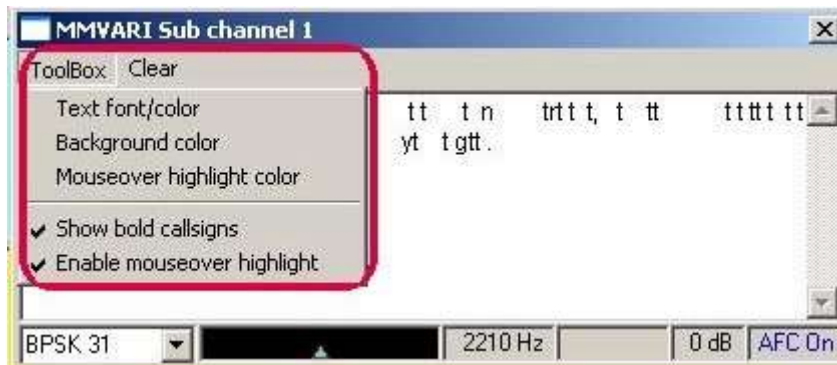 MMVARI Sub channel 1
ToolBox Clear
Text font/color
Background color
Mouseover highlight color
Show bold callsigns
Enable mouseover highlight
tt t n trtt t, t tt ttttt tt
yt t gtt.
BPSK 31 2210 Hz 0 dB AFC On